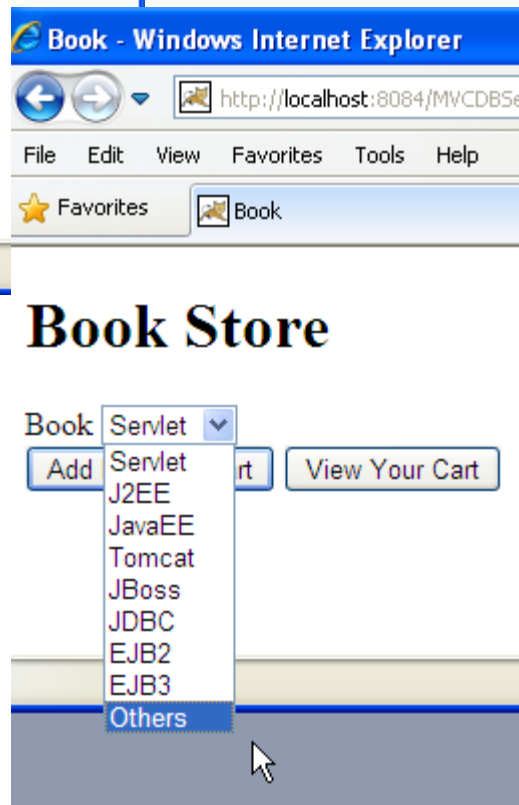 Book - Windows Internet Explorer
http://localhost:8084/MVCDBSe
File Edit View Favorites Tools Help
Favorites Book
Book Store
Book Servlet
Add rt View Your Cart
Servlet
J2EE
JavaEE
Tomcat
JBoss
JDBC
EJB2
EJB3
Others